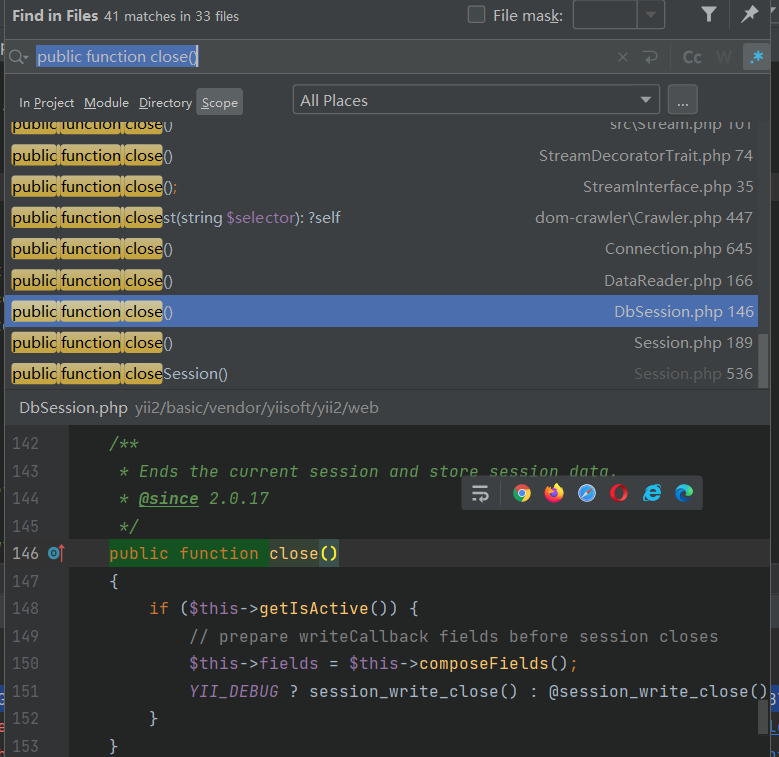 Find in Files 41 matches in 33 files File mask:
public function close()
Cc W .*
In Project Module Directory Scope All Places ...
public function close() src\Stream.php 101
public function close() StreamDecoratorTrait.php 74
public function close(); StreamInterface.php 35
public function closest(string $selector): ?self dom-crawler\Crawler.php 447
public function close() Connection.php 645
public function close() DataReader.php 166
public function close() DbSession.php 146
public function close() Session.php 189
public function closeSession() Session.php 536
DbSession.php yii2/basic/vendor/yiisoft/yii2/web
142 /**
143 * Ends the current session and store session data.
144 * @since 2.0.17
145 */
146 public function close()
147 {
148 if ($this->getIsActive()) {
149 // prepare writeCallback fields before session closes
150 $this->fields = $this->composeFields();
151 YII_DEBUG ? session_write_close() : @session_write_close()
152 }
153 }